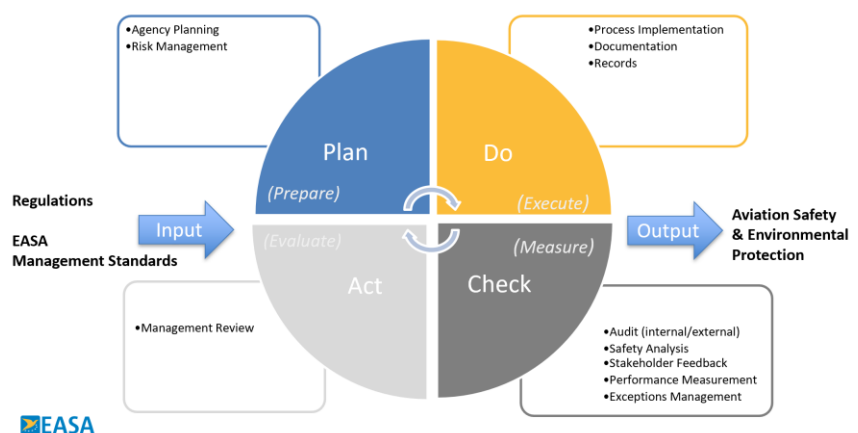 •Agency Planning
•Risk Management
•Process Implementation
•Documentation
•Records
Plan
(Prepare)
Do
(Execute)
Regulations
EASA
Management Standards
Input
Output
Aviation Safety
& Environmental
Protection
(Evaluate)
Act
(Measure)
Check
•Management Review
•Audit (internal/external)
•Safety Analysis
•Stakeholder Feedback
•Performance Measurement
•Exceptions Management
EASA